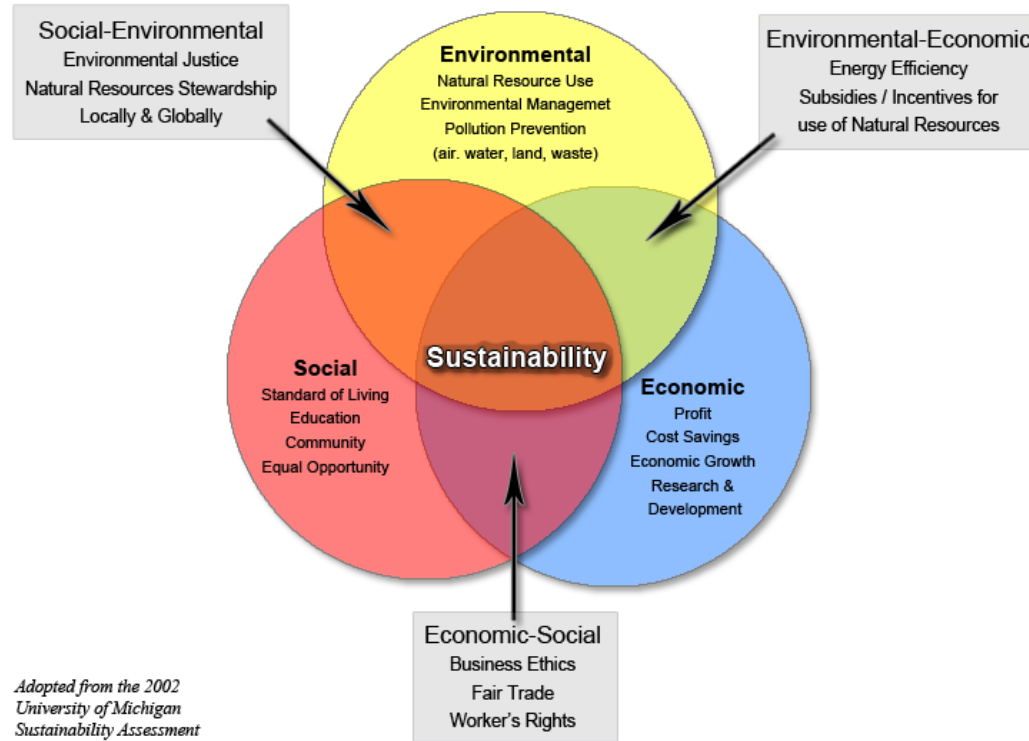 Social-Environmental
Environmental Justice
Natural Resources Stewardship
Locally & Globally
Environmental
Natural Resource Use
Environmental Managemet
Pollution Prevention
(air. water, land, waste)
Environmental-Economic
Energy Efficiency
Subsidies / Incentives for
use of Natural Resources
Sustainability
Social
Standard of Living
Education
Community
Equal Opportunity
Economic
Profit
Cost Savings
Economic Growth
Research &
Development
Economic-Social
Business Ethics
Fair Trade
Worker's Rights
Adopted from the 2002
University of Michigan
Sustainability Assessment